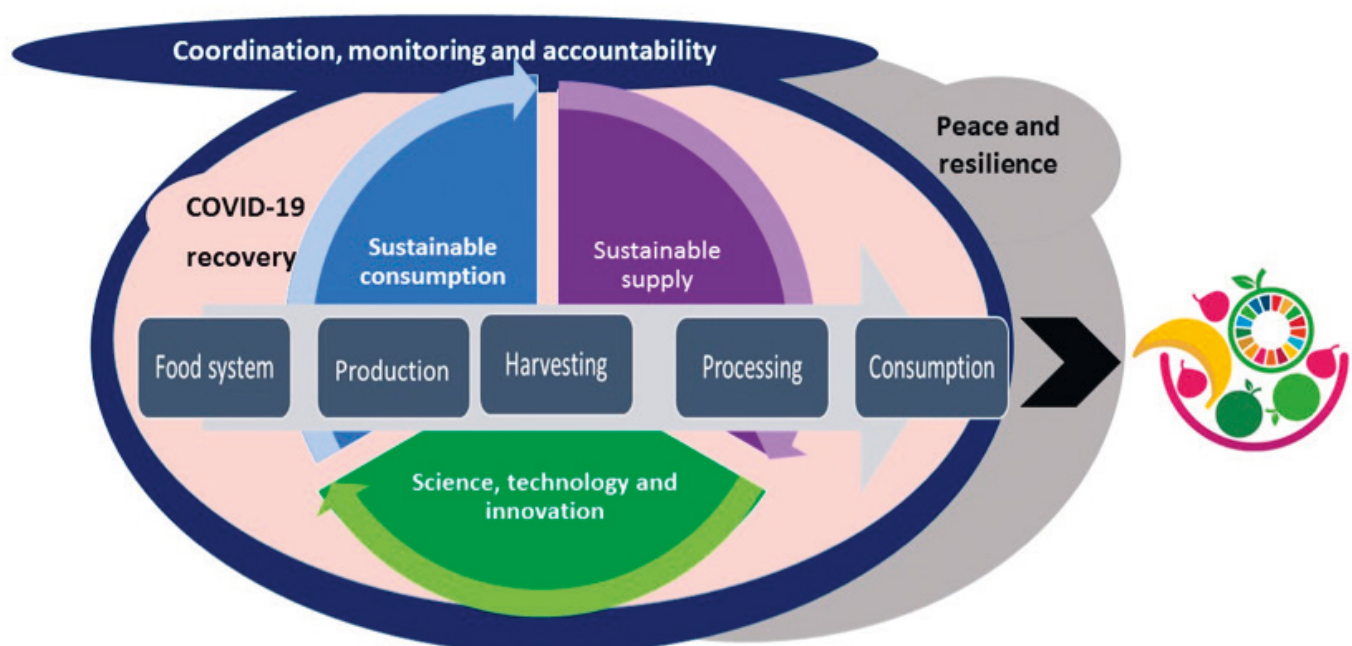 Coordination, monitoring and accountability
Peace and
resilience
COVID-19
recovery
Sustainable
consumption
Sustainable
supply
Food system
Production
Harvesting
Processing
Consumption
Science, technology and
innovation